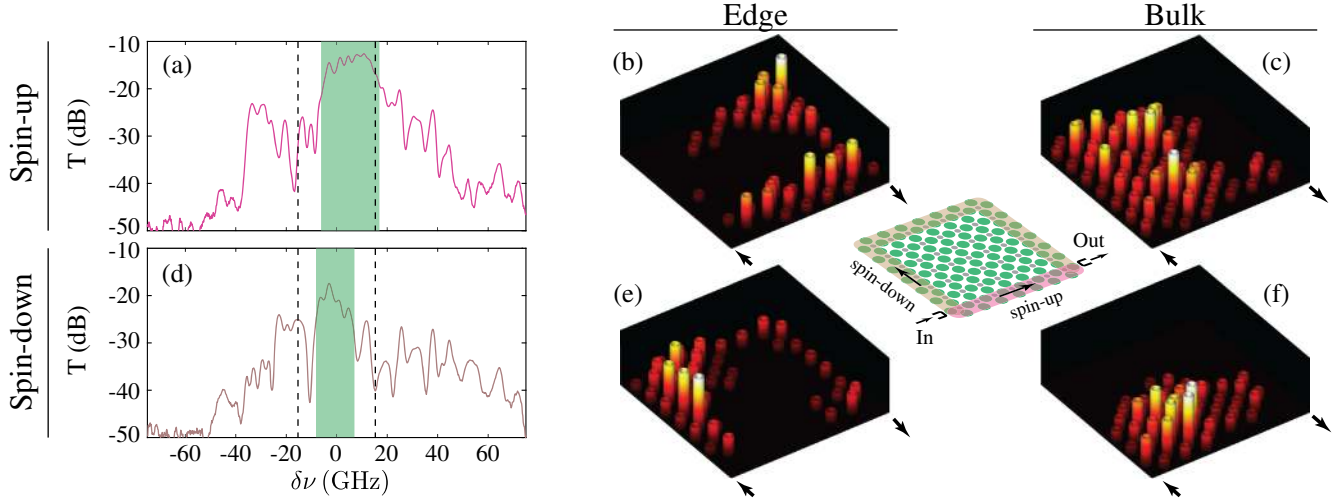 Edge
Bulk
Spin-up
T (dB)
-10
-20
-30
-40
-50
(a)
(b)
(c)
Spin-down
T (dB)
-10
-20
-30
-40
-50
(d)
-60
-40
-20
0
20
40
60
δν (GHz)
(e)
(f)
Out
spin-down
spin-up
In